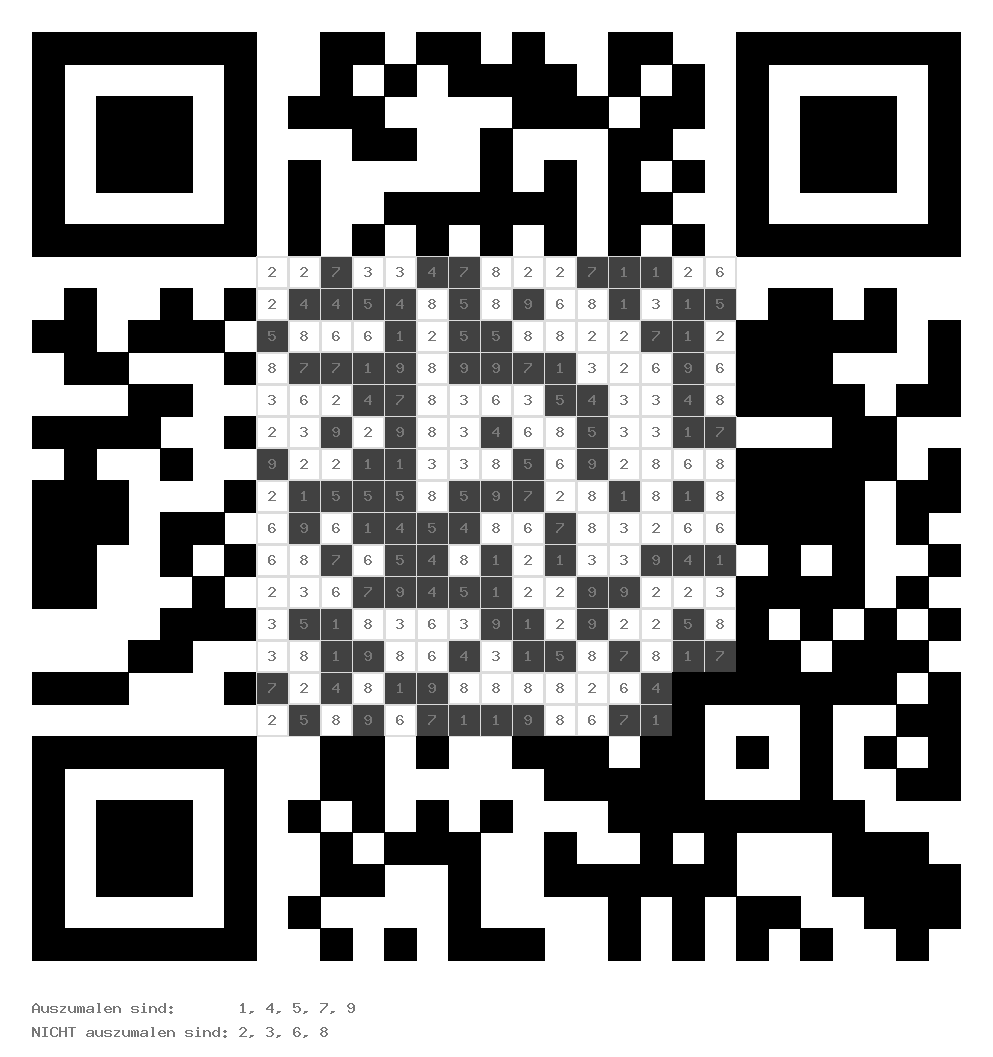 2 2 7 3 3 4 7 8 2 2 7 1 1 2 6
2 4 4 5 4 8 5 8 9 6 8 1 3 1 5
5 8 6 6 1 2 5 5 8 8 2 2 7 1 2
8 7 7 1 9 8 9 9 7 1 3 2 6 9 6
3 6 2 4 7 8 3 6 3 5 4 3 3 4 8
2 3 9 2 9 8 3 4 6 8 5 3 3 1 7
9 2 2 1 1 3 3 8 5 6 9 2 8 6 8
2 1 5 5 5 8 5 9 7 2 8 1 8 1 8
6 9 6 1 4 5 4 8 6 7 8 3 2 6 6
6 8 7 6 5 4 8 1 2 1 3 3 9 4 1
2 3 6 7 9 4 5 1 2 2 9 9 2 2 3
3 5 1 8 3 6 3 9 1 2 9 2 2 5 8
3 8 1 9 8 6 4 3 1 5 8 7 8 1 7
7 2 4 8 1 9 8 8 8 8 2 6 4
2 5 8 9 6 7 1 1 9 8 6 7 1
Auszumalen sind: 1, 4, 5, 7, 9
NICHT auszumalen sind: 2, 3, 6, 8